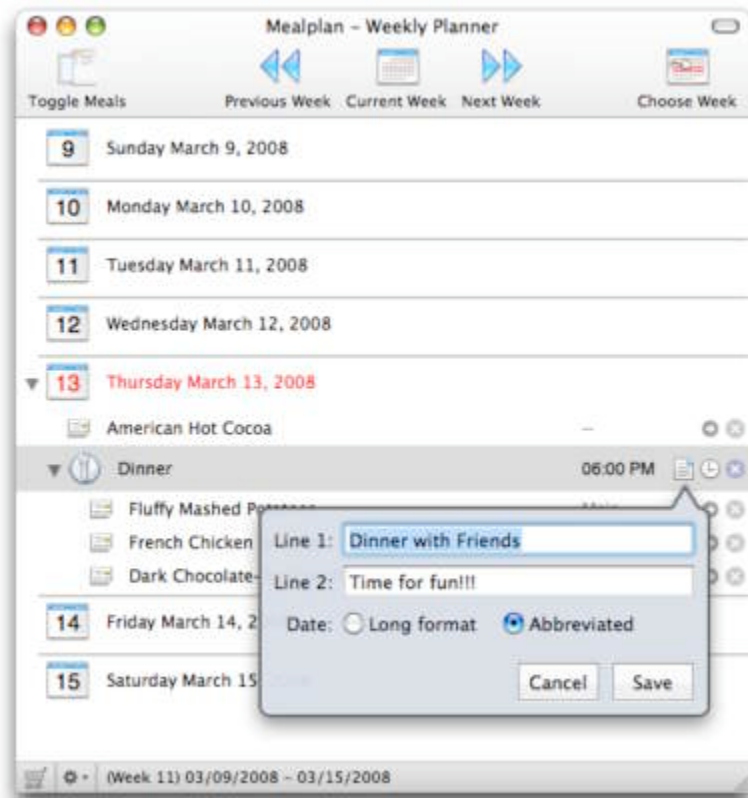 Mealplan – Weekly Planner
Toggle Meals Previous Week Current Week Next Week Choose Week
9 Sunday March 9, 2008
10 Monday March 10, 2008
11 Tuesday March 11, 2008
12 Wednesday March 12, 2008
13 Thursday March 13, 2008
American Hot Cocoa –
Dinner 06:00 PM
Fluffy Mashed
French Chicken
Dark Chocolate-
Line 1: Dinner with Friends
Line 2: Time for fun!!!
Date: Long format Abbreviated
Cancel Save
14 Friday March 14, 2
15 Saturday March 15
(Week 11) 03/09/2008 – 03/15/2008